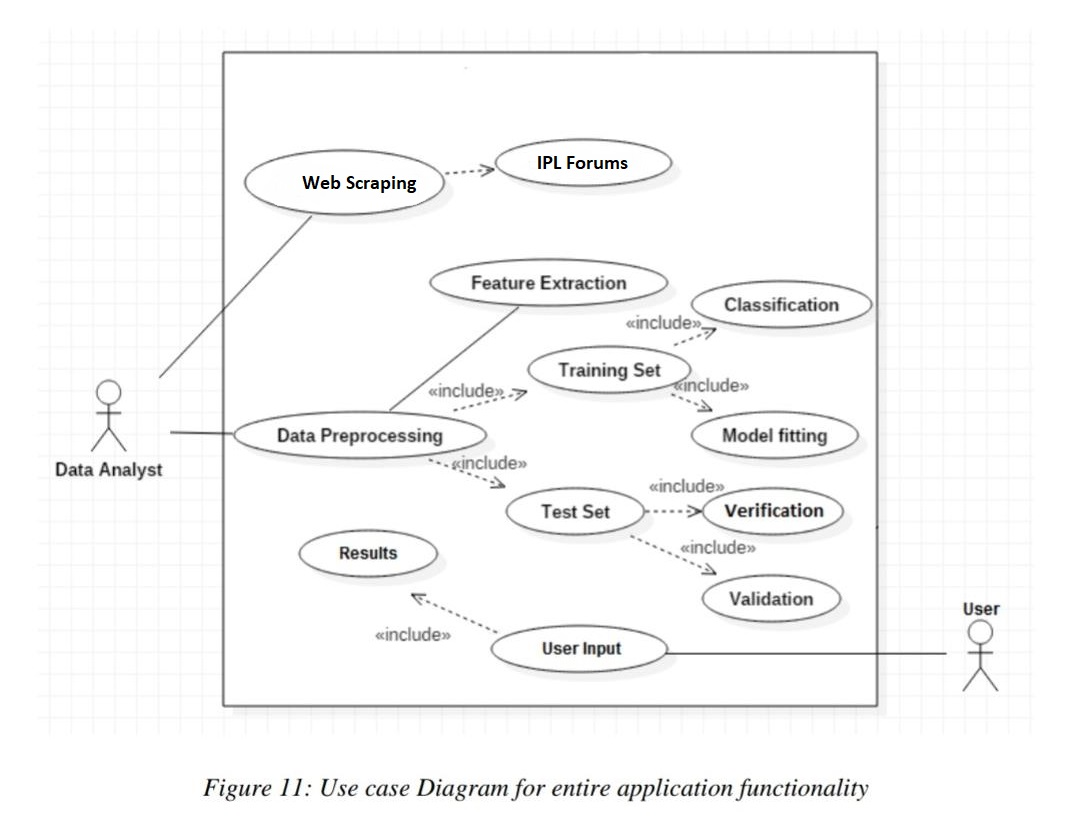 Web Scraping
IPL Forums
Feature Extraction
Classification
«include»
Training Set
«include»
«include»
Data Preprocessing
Model fitting
Data Analyst
«include»
«include»
Test Set
Verification
Results
«include»
Validation
User
«include»
User Input
Figure 11: Use case Diagram for entire application functionality